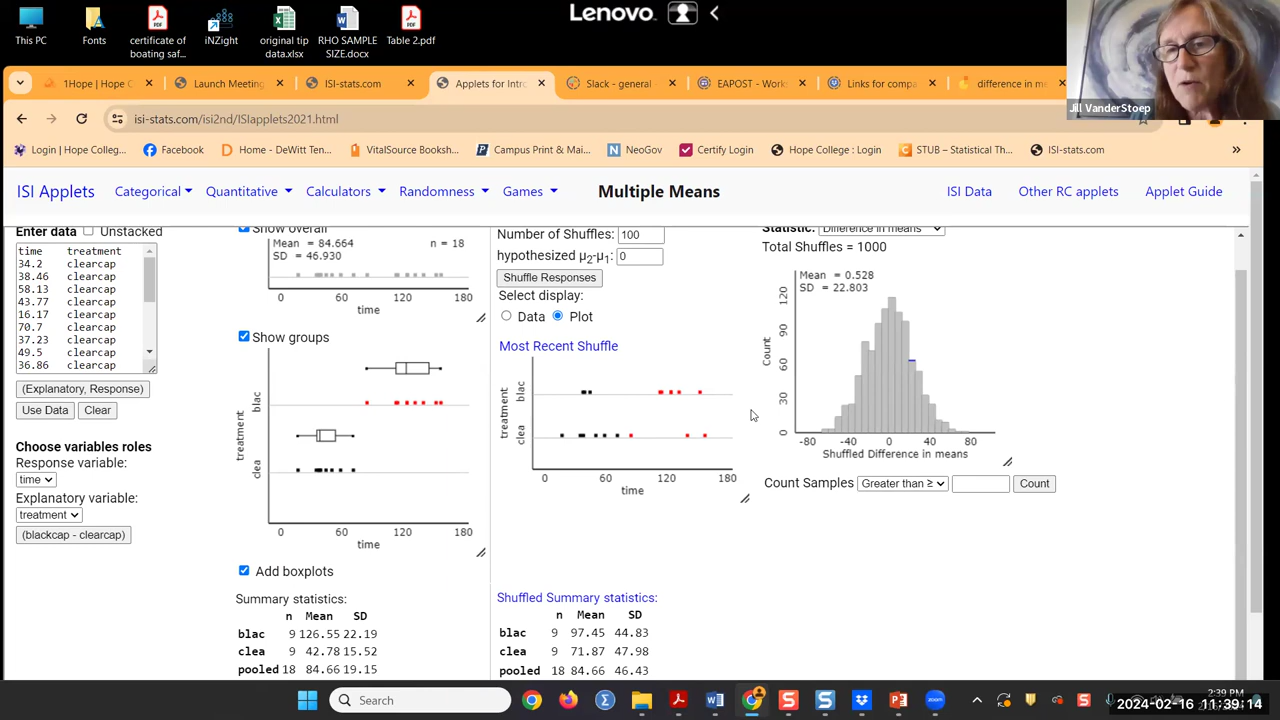 Lenovo
This PC
Fonts
certificate of
boating saf...
iNZight
original tip
data.xlsx
RHO SAMPLE
SIZE.docx
Table 2.pdf
Jill VanderStoep
1Hope | Hope C
Launch Meeting
ISI-stats.com
Applets for Intro
Slack - general
EAPOST - Works
Links for compa
difference in me
isi-stats.com/isi2nd/ISIapplets2021.html
Login | Hope Colleg...
Facebook
Home - DeWitt Ten...
VitalSource Booksh...
Campus Print & Mai...
NeoGov
Certify Login
Hope College : Login
STUB – Statistical Th...
ISI-stats.com
ISI Applets
Categorical
Quantitative
Calculators
Randomness
Games
Multiple Means
ISI Data
Other RC applets
Applet Guide
Enter data
Unstacked
time treatment
34.2 clearcap
38.46 clearcap
58.13 clearcap
43.77 clearcap
16.17 clearcap
70.7 clearcap
37.23 clearcap
49.5 clearcap
36.86 clearcap
(Explanatory, Response)
Use Data
Clear
Choose variables roles
Response variable:
time
Explanatory variable:
treatment
(blackcap - clearcap)
Show overall
Mean = 84.664
n = 18
SD = 46.930
0 60 120 180
time
Show groups
treatment
blac
clea
0 60 120 180
time
Add boxplots
Summary statistics:
n Mean SD
blac 9 126.55 22.19
clea 9 42.78 15.52
pooled 18 84.66 19.15
Number of Shuffles: 100
hypothesized μ2-μ1: 0
Shuffle Responses
Select display:
Data
Plot
Most Recent Shuffle
treatment
blac
clea
0 60 120 180
time
Shuffled Summary statistics:
n Mean SD
blac 9 97.45 44.83
clea 9 71.87 47.98
pooled 18 84.66 46.43
Statistic: Difference in means
Total Shuffles = 1000
Mean = 0.528
SD = 22.803
Count
120
90
60
30
0
-80 -40 0 40 80
Shuffled Difference in means
Count Samples
Greater than ≥
Count
Search
2:39 PM
2024-02-16 11:39:14